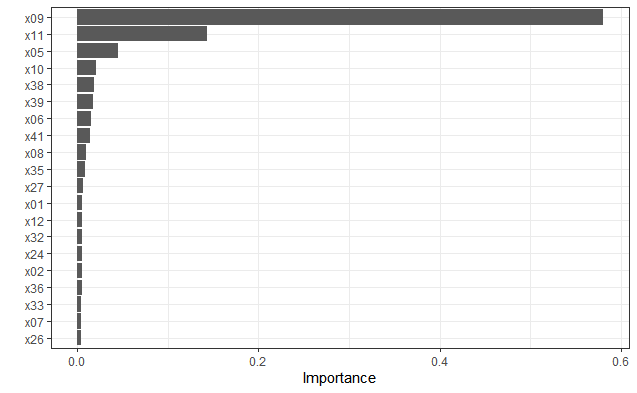 x09
x11
x05
x10
x38
x39
x06
x41
x08
x35
x27
x01
x12
x32
x24
x02
x36
x33
x07
x26
0.0 0.2 0.4 0.6
Importance